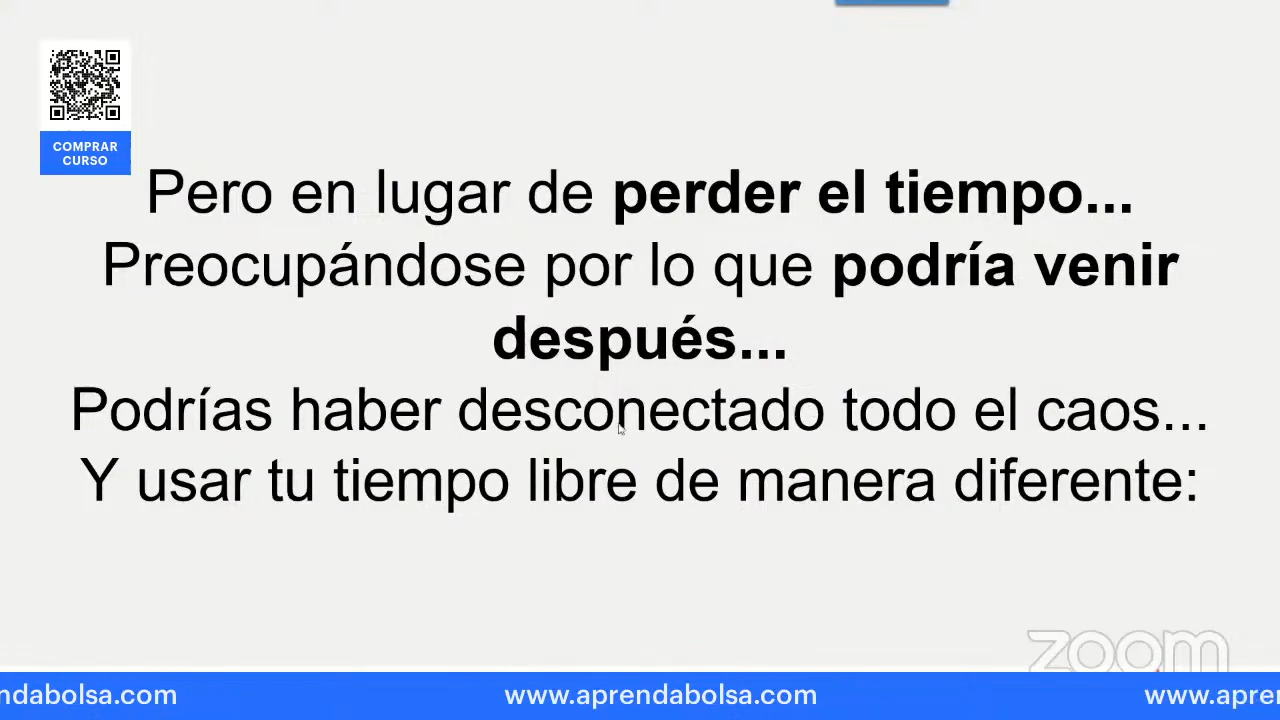 COMPRAR
CURSO
Pero en lugar de perder el tiempo...
Preocupándose por lo que podría venir
después...
Podrías haber desconectado todo el caos...
Y usar tu tiempo libre de manera diferente:
zoom
ndabolsa.com www.aprendabolsa.com www.apren